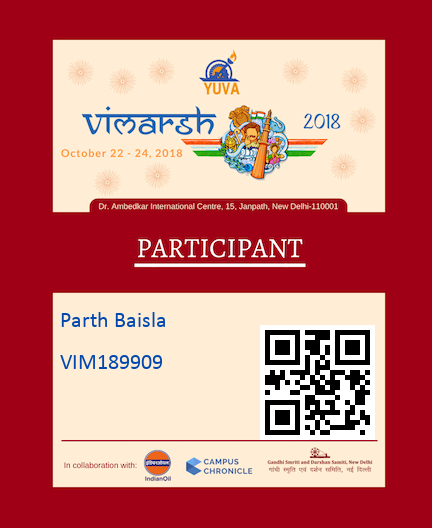 YUVA
Vimarsh 2018
October 22 - 24, 2018
Dr. Ambedkar International Centre, 15, Janpath, New Delhi-110001
PARTICIPANT
Parth Baisla
VIM189909
In collaboration with:
इंडियनऑयल
IndianOil
CAMPUS
CHRONICLE
Gandhi Smriti and Darshan Samiti, New Delhi
गांधी स्मृति एवं दर्शन समिति, नई दिल्ली